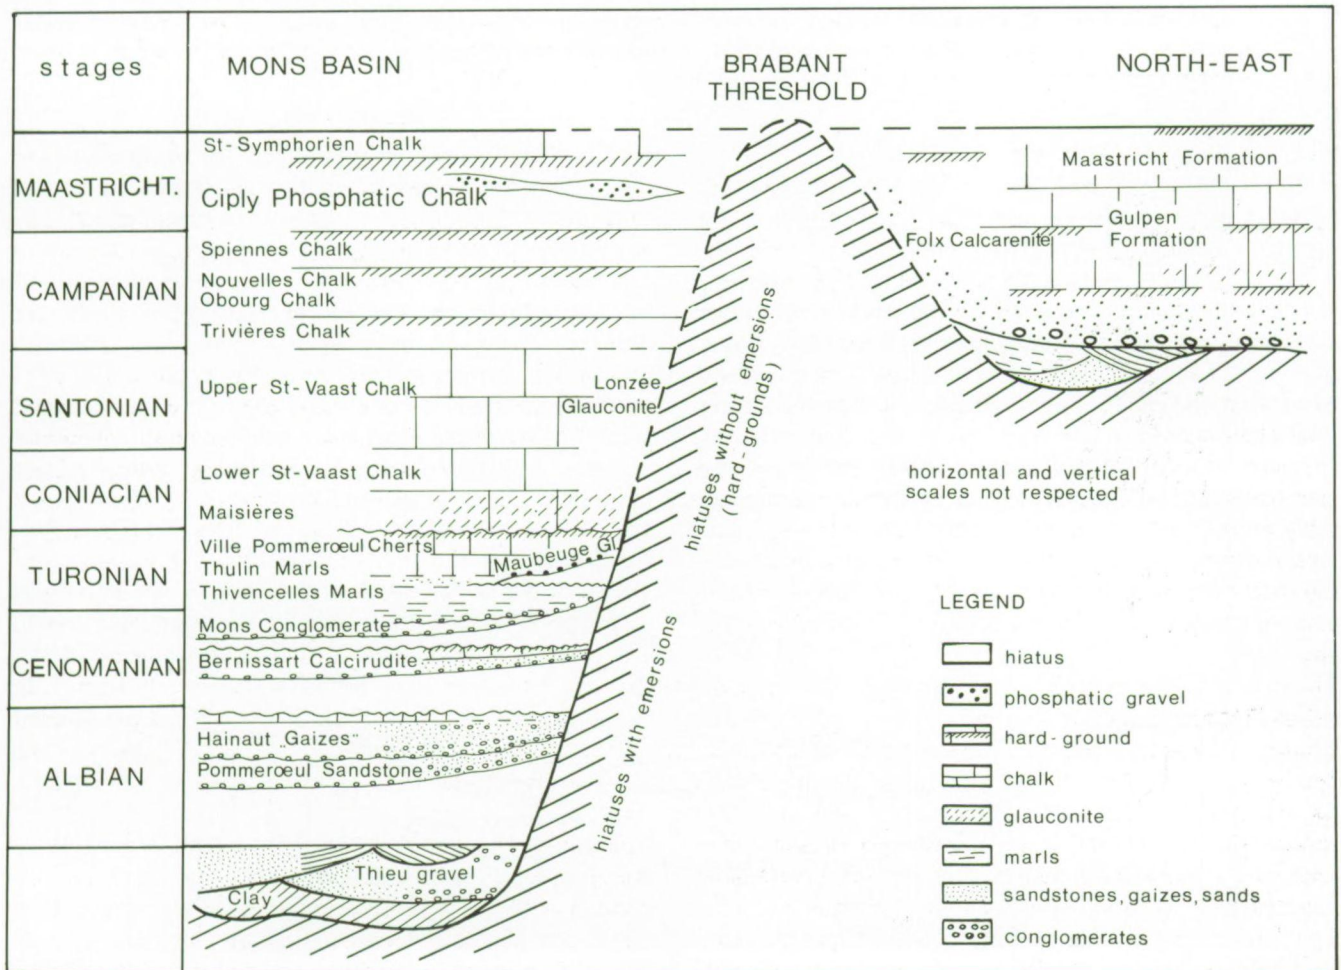 stages
MONS BASIN
BRABANT
THRESHOLD
NORTH-EAST
MAASTRICHT.
St-Symphorien Chalk
Ciply Phosphatic Chalk
Maastricht Formation
Gulpen
Formation
Folx Calcarenite
CAMPANIAN
Spiennes Chalk
Nouvelles Chalk
Obourg Chalk
Trivières Chalk
SANTONIAN
Upper St-Vaast Chalk
Lonzée
Glauconite
CONIACIAN
Lower St-Vaast Chalk
Maisières
TURONIAN
Ville Pommerœul Cherts
Thulin Marls
Maubeuge Gl.
Thivencelles Marls
Mons Conglomerate
CENOMANIAN
Bernissart Calcirudite
ALBIAN
Hainaut „Gaizes"
Pommerœul Sandstone
Thieu gravel
Clay
hiatuses without emersions
(hard-grounds)
hiatuses with emersions
horizontal and vertical
scales not respected
LEGEND
hiatus
phosphatic gravel
hard-ground
chalk
glauconite
marls
sandstones, gaizes, sands
conglomerates